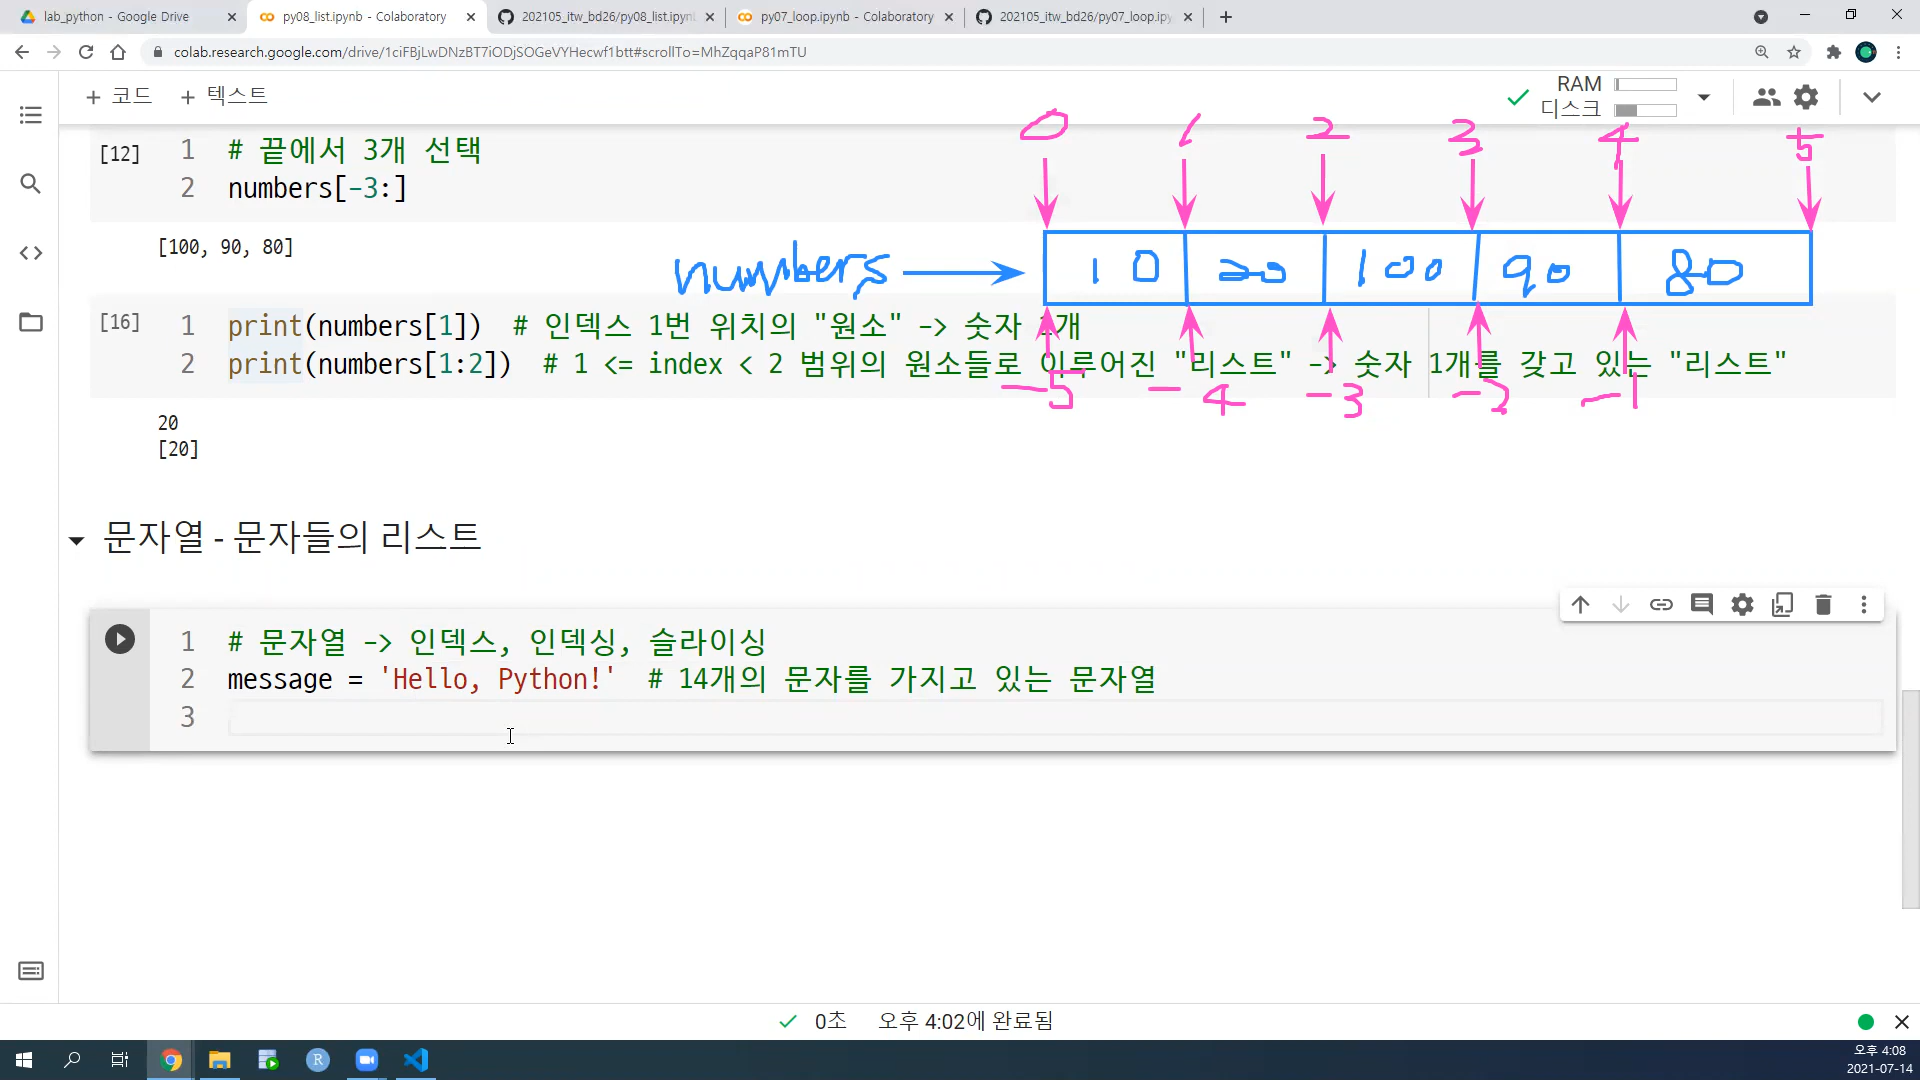 lab_python - Google Drive
py08_list.ipynb - Colaboratory
202105_itw_bd26/py08_list.ipynb
py07_loop.ipynb - Colaboratory
202105_itw_bd26/py07_loop.ipy
colab.research.google.com/drive/1ciFBjLwDNzBT7iODjSOGeVYHecwf1btt#scrollTo=MhZqqaP81mTU
+ 코드 + 텍스트
RAM
디스크
0 1 2 3 4 5
[12] 1 # 끝에서 3개 선택
2 numbers[-3:]
[100, 90, 80]
numbers 10 20 100 90 80
[16] 1 print(numbers[1]) # 인덱스 1번 위치의 "원소" -> 숫자 1개
2 print(numbers[1:2]) # 1 <= index < 2 범위의 원소들로 이루어진 "리스트" -> 숫자 1개를 갖고 있는 "리스트"
-5 -4 -3 -2 -1
20
[20]
문자열 - 문자들의 리스트
1 # 문자열 -> 인덱스, 인덱싱, 슬라이싱
2 message = 'Hello, Python!' # 14개의 문자를 가지고 있는 문자열
3
0초 오후 4:02에 완료됨
오후 4:08
2021-07-14